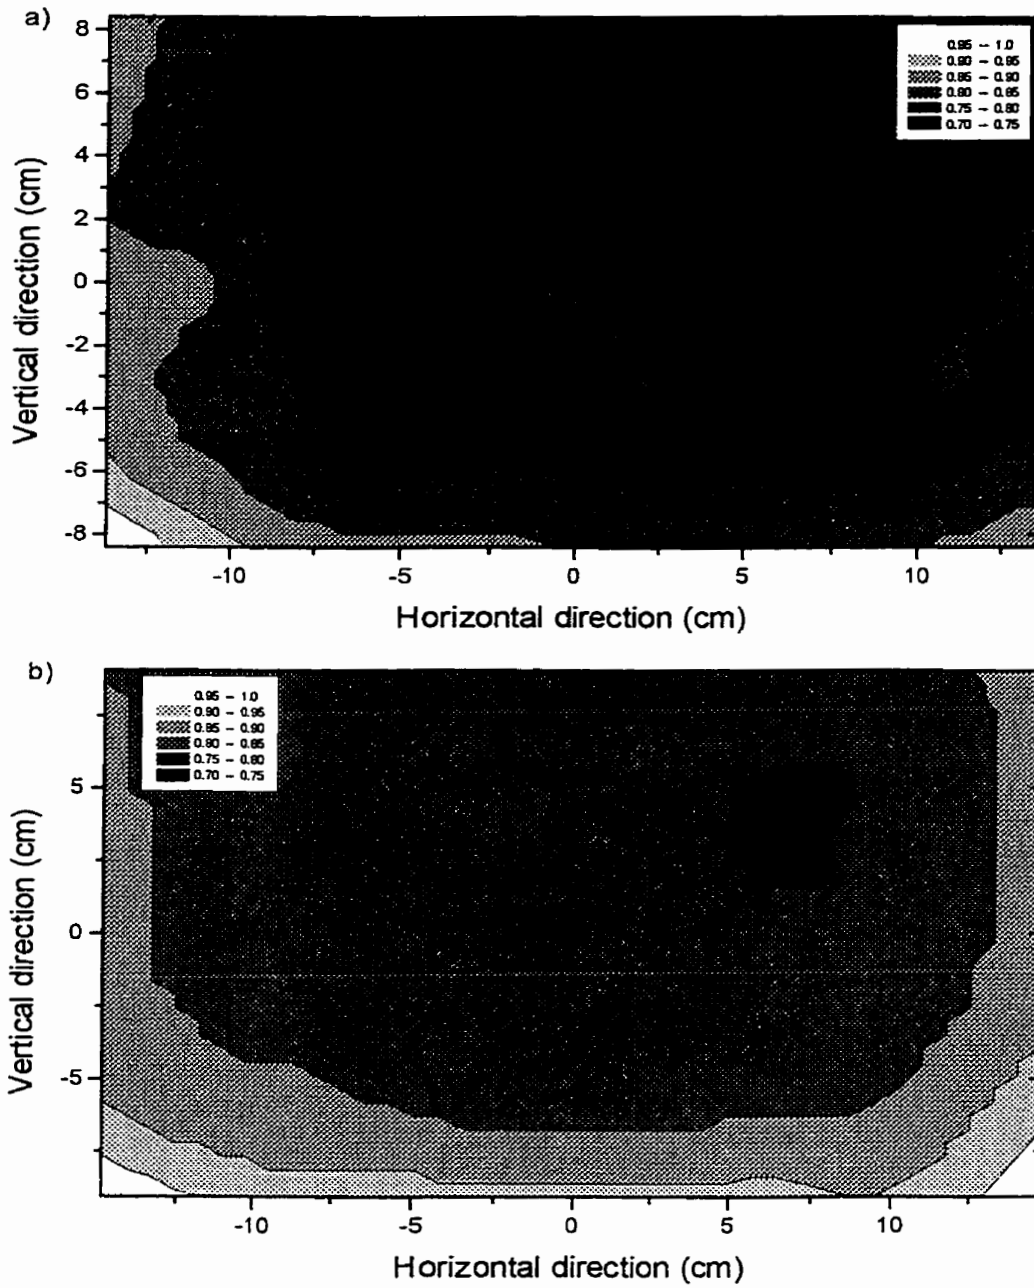 a)
8
6
4
2
0
-2
-4
-6
-8
Vertical direction (cm)
0.95 - 1.0
0.90 - 0.95
0.85 - 0.90
0.80 - 0.85
0.75 - 0.80
0.70 - 0.75
-10
-5
0
5
10
Horizontal direction (cm)
b)
5
0
-5
Vertical direction (cm)
0.95 - 1.0
0.90 - 0.95
0.85 - 0.90
0.80 - 0.85
0.75 - 0.80
0.70 - 0.75
-10
-5
0
5
10
Horizontal direction (cm)